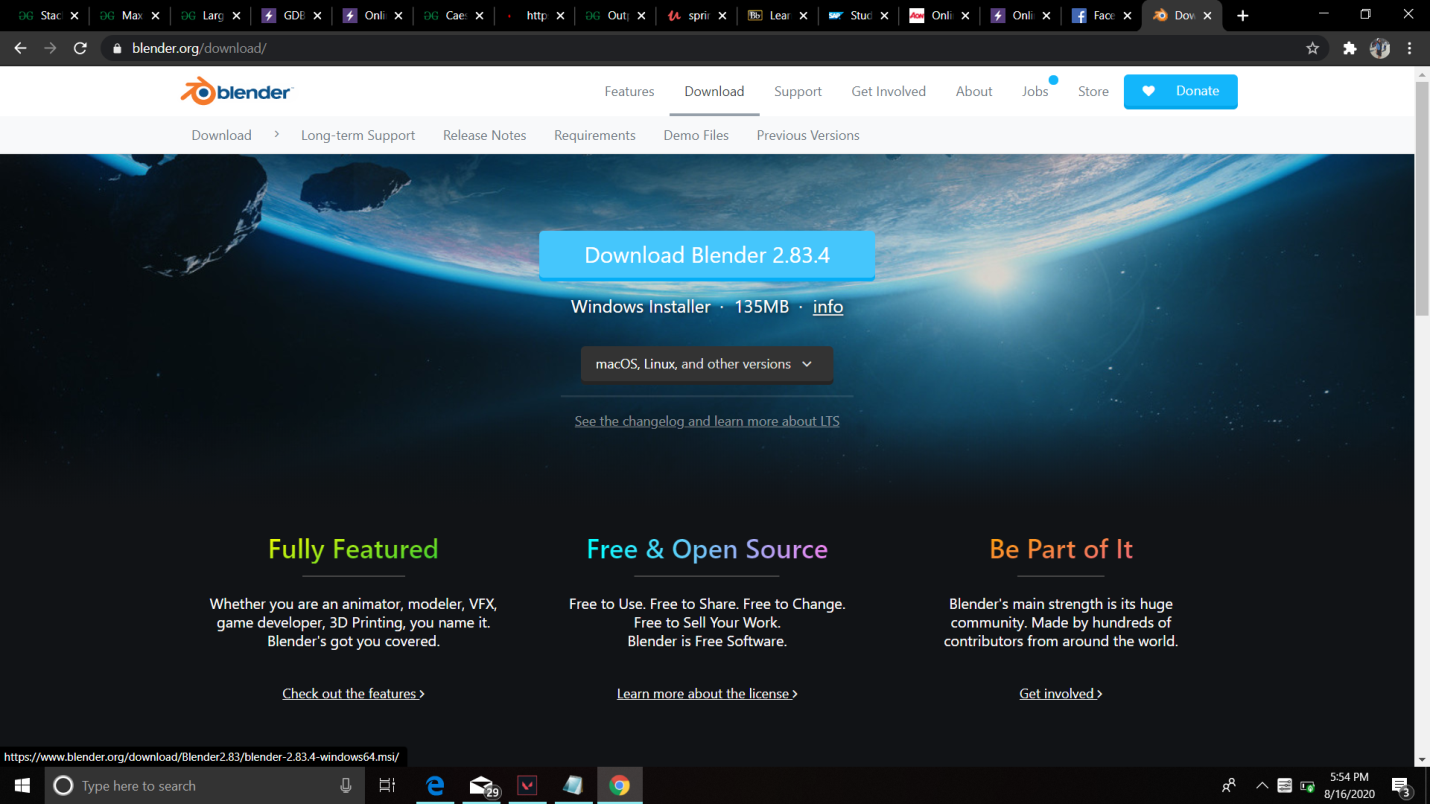 Stac
Max
Larg
GDB
Onli
Cae
http
Outp
sprin
Bb
Lear
SAP
Stud
AON
Onli
Onli
Face
Dow
blender.org/download/
blender
Features
Download
Support
Get Involved
About
Jobs
Store
Donate
Download
Long-term Support
Release Notes
Requirements
Demo Files
Previous Versions
Download Blender 2.83.4
Windows Installer · 135MB · info
macOS, Linux, and other versions
See the changelog and learn more about LTS
Fully Featured
Whether you are an animator, modeler, VFX,
game developer, 3D Printing, you name it.
Blender's got you covered.
Check out the features
Free & Open Source
Free to Use. Free to Share. Free to Change.
Free to Sell Your Work.
Blender is Free Software.
Learn more about the license
Be Part of It
Blender's main strength is its huge
community. Made by hundreds of
contributors from around the world.
Get involved
https://www.blender.org/download/Blender2.83/blender-2.83.4-windows64.msi/
Type here to search
29
5:54 PM
8/16/2020
3